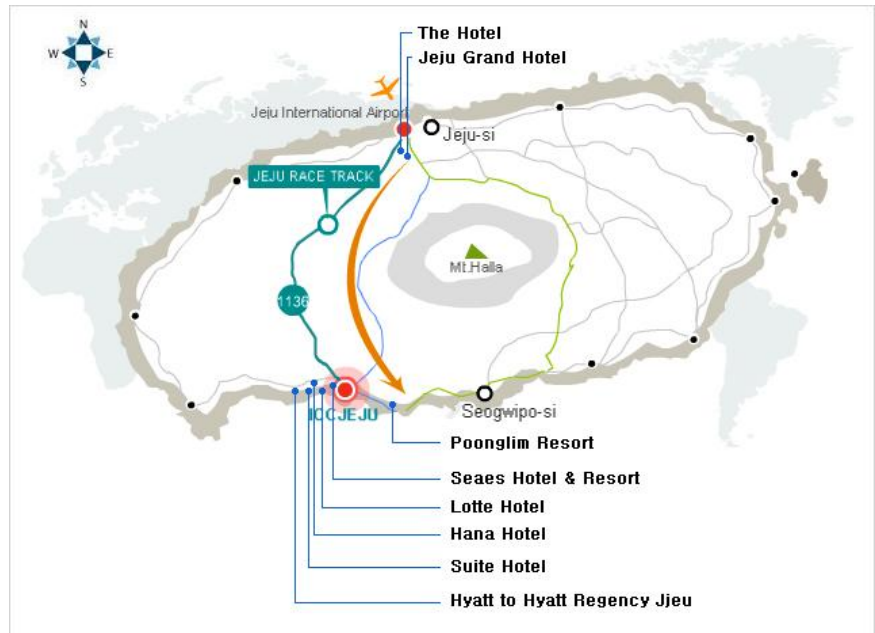 N
W E
S
The Hotel
Jeju Grand Hotel
Jeju International Airport
Jeju-si
JEJU RACE TRACK
Mt.Halla
1136
ICCJEJU
Seogwipo-si
Poonglim Resort
Seaes Hotel & Resort
Lotte Hotel
Hana Hotel
Suite Hotel
Hyatt to Hyatt Regency Jjeu